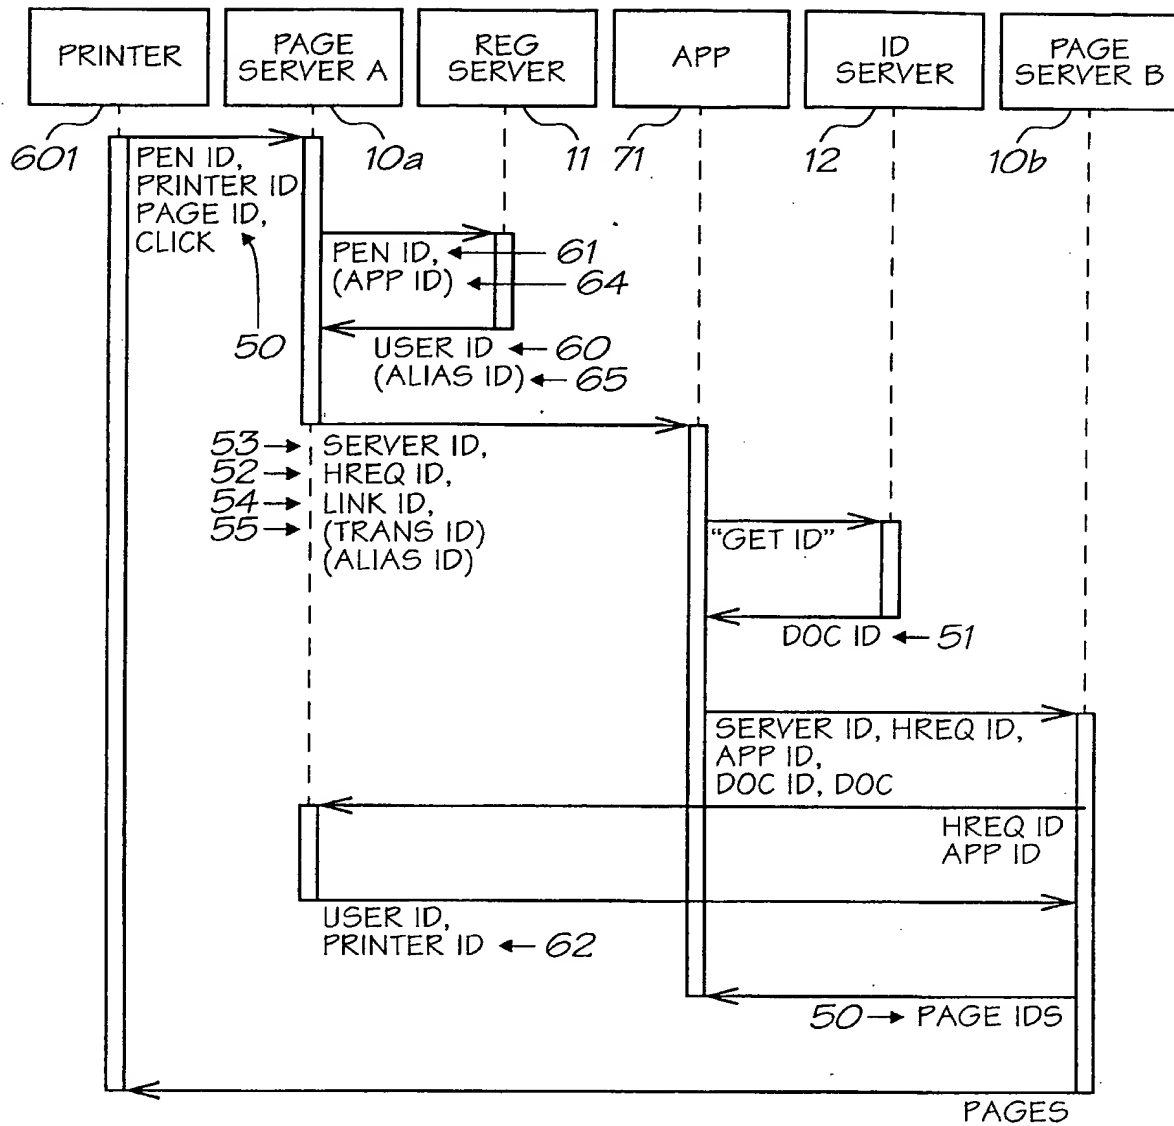 PRINTER
PAGE
SERVER A
REG
SERVER
APP
ID
SERVER
PAGE
SERVER B
601
10a
11
71
12
10b
PEN ID,
PRINTER ID
PAGE ID,
CLICK
50
PEN ID, 61
(APP ID) 64
USER ID 60
(ALIAS ID) 65
53 SERVER ID,
52 HREQ ID,
54 LINK ID,
55 (TRANS ID)
(ALIAS ID)
"GET ID"
DOC ID 51
SERVER ID, HREQ ID,
APP ID,
DOC ID, DOC
HREQ ID
APP ID
USER ID,
PRINTER ID 62
50 PAGE IDS
PAGES